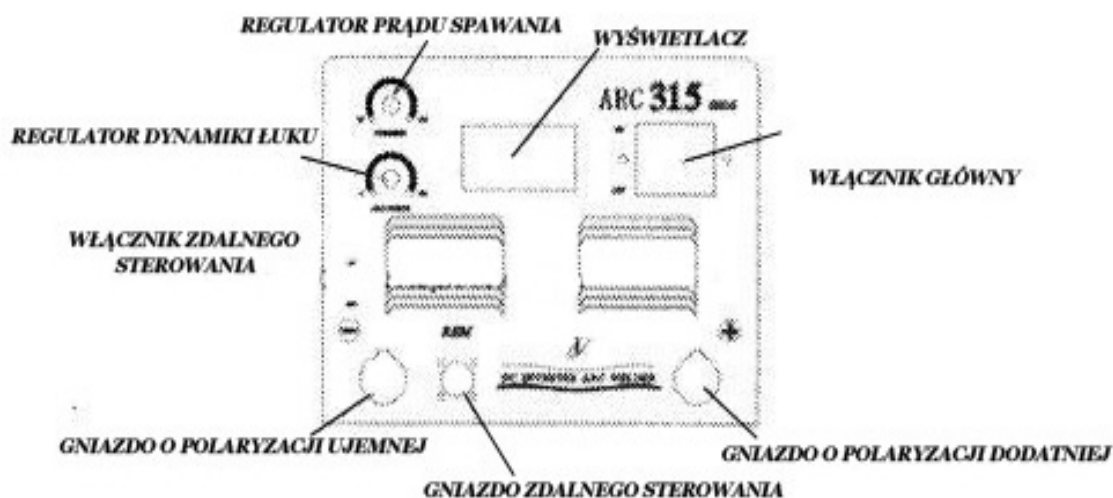 REGULATOR PRĄDU SPAWANIA
WYŚWIETLACZ
ARC 315
REGULATOR DYNAMIKI ŁUKU
WŁĄCZNIK GŁÓWNY
WŁĄCZNIK ZDALNEGO
STEROWANIA
REM
GNIAZDO O POLARYZACJI UJEMNEJ
GNIAZDO O POLARYZACJI DODATNIEJ
GNIAZDO ZDALNEGO STEROWANIA